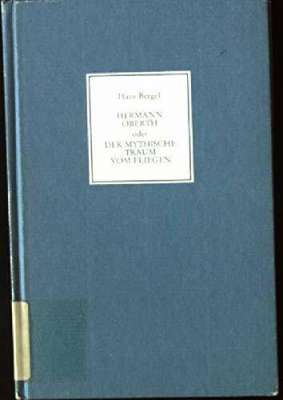 Hans Bergel
HERMANN
OBERTH
oder
DER MYTHISCHE
TRAUM
VOM FLIEGEN